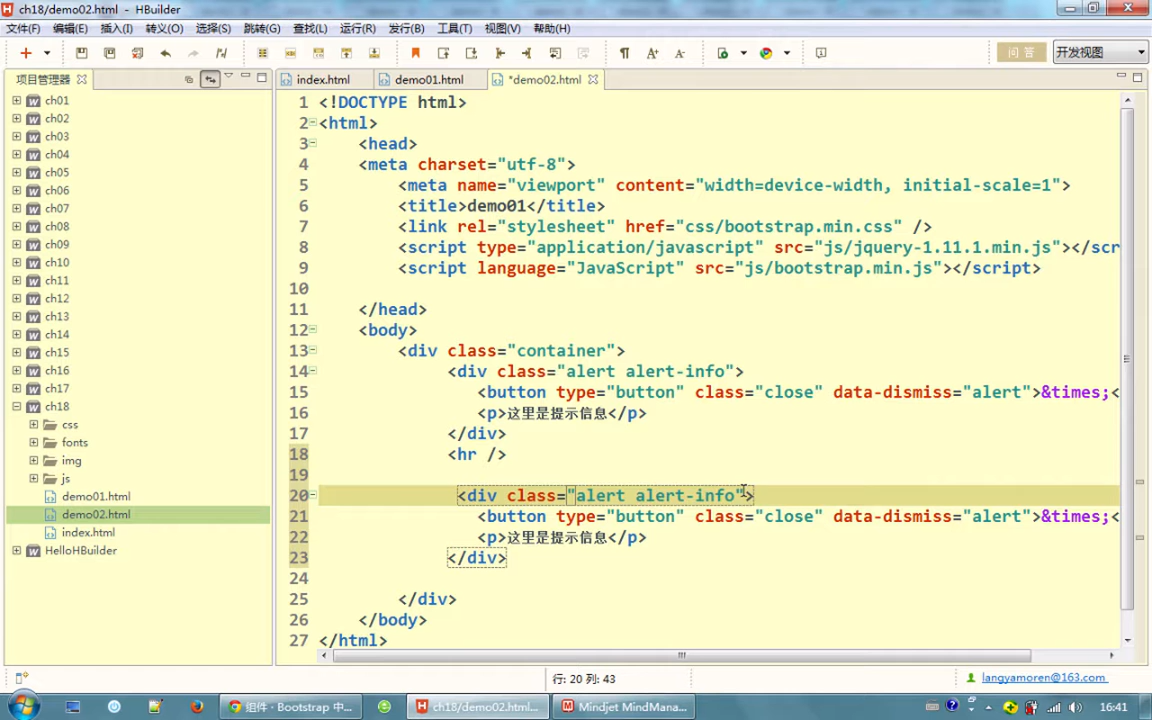 ch18/demo02.html - HBuilder
文件(F) 编辑(E) 插入(I) 转义(O) 选择(S) 跳转(G) 查找(L) 运行(R) 发行(B) 工具(T) 视图(V) 帮助(H)
问 答 开发视图
项目管理器 index.html demo01.html *demo02.html
ch01
ch02
ch03
ch04
ch05
ch06
ch07
ch08
ch09
ch10
ch11
ch12
ch13
ch14
ch15
ch16
ch17
ch18
css
fonts
img
js
demo01.html
demo02.html
index.html
HelloHBuilder
1 <!DOCTYPE html>
2 <html>
3 <head>
4 <meta charset="utf-8">
5 <meta name="viewport" content="width=device-width, initial-scale=1">
6 <title>demo01</title>
7 <link rel="stylesheet" href="css/bootstrap.min.css" />
8 <script type="application/javascript" src="js/jquery-1.11.1.min.js"></scr
9 <script language="JavaScript" src="js/bootstrap.min.js"></script>
10
11 </head>
12 <body>
13 <div class="container">
14 <div class="alert alert-info">
15 <button type="button" class="close" data-dismiss="alert">&times;<
16 <p>这里是提示信息</p>
17 </div>
18 <hr />
19
20 <div class="alert alert-info">
21 <button type="button" class="close" data-dismiss="alert">&times;<
22 <p>这里是提示信息</p>
23 </div>
24
25 </div>
26 </body>
27 </html>
行: 20 列: 43 langyamoren@163.com
组件 · Bootstrap 中... ch18/demo02.html... Mindjet MindMana... 16:41